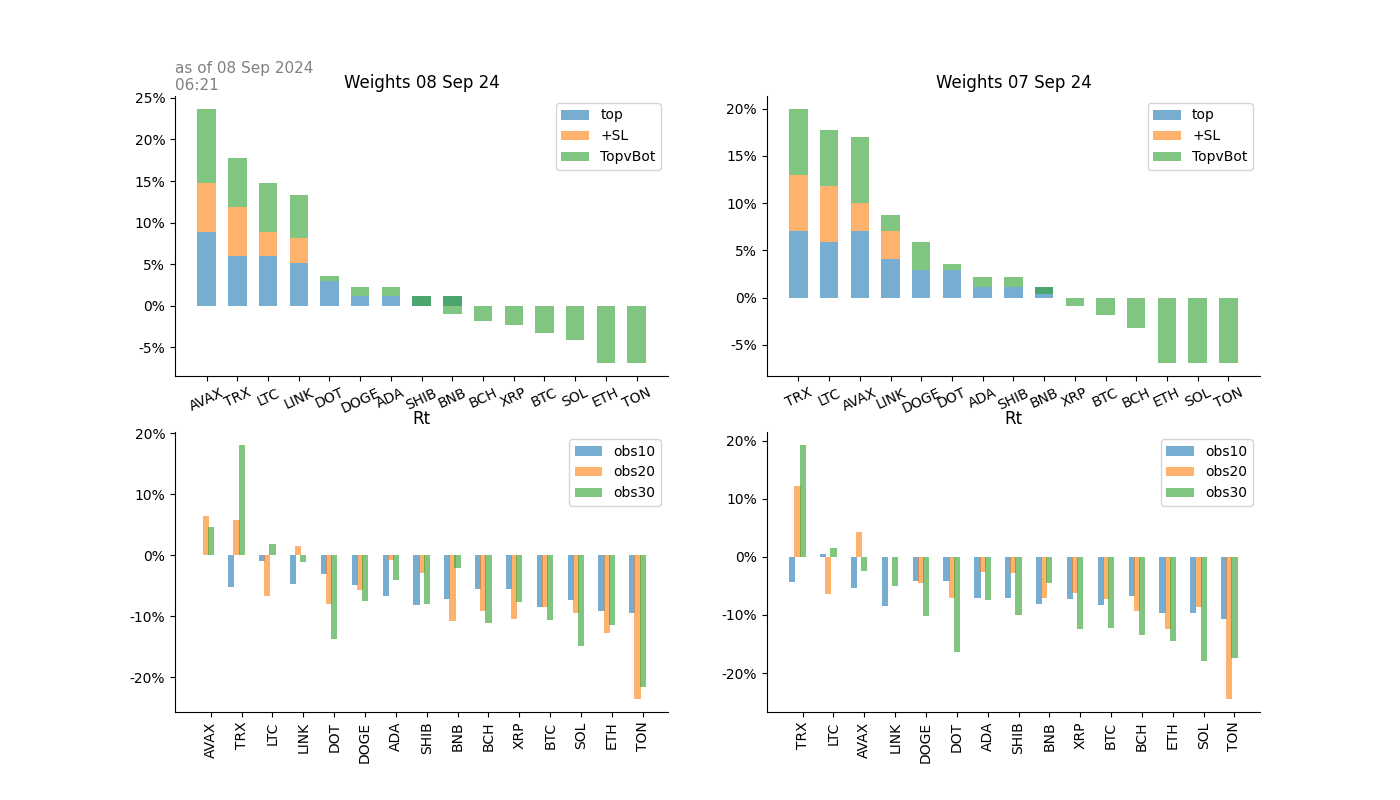 as of 08 Sep 2024
06:21
Weights 08 Sep 24
25%
20%
15%
10%
5%
0%
-5%
top
+SL
TopvBot
AVAX TRX LTC LINK DOT DOGE ADA SHIB BNB BCH XRP BTC SOL ETH TON
Weights 07 Sep 24
20%
15%
10%
5%
0%
-5%
top
+SL
TopvBot
TRX LTC AVAX LINK DOGE DOT ADA SHIB BNB XRP BTC BCH ETH SOL TON
Rt
20%
10%
0%
-10%
-20%
obs10
obs20
obs30
AVAX TRX LTC LINK DOT DOGE ADA SHIB BNB BCH XRP BTC SOL ETH TON
Rt
20%
10%
0%
-10%
-20%
obs10
obs20
obs30
TRX LTC AVAX LINK DOGE DOT ADA SHIB BNB XRP BTC BCH ETH SOL TON